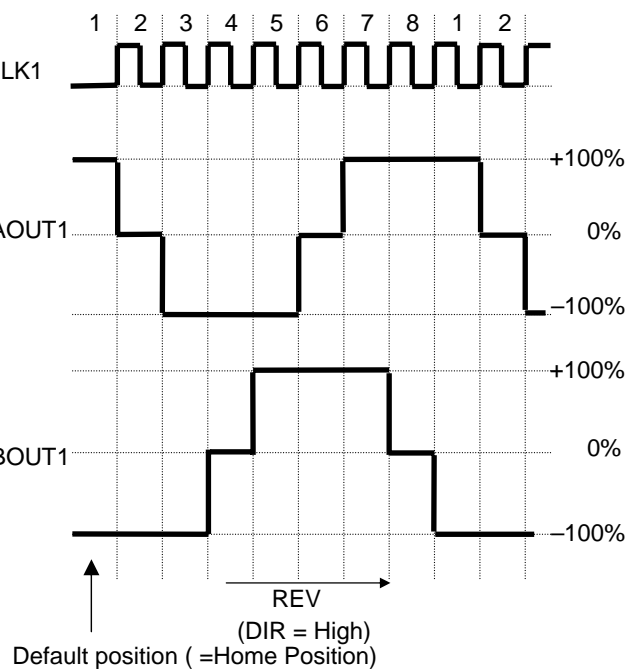 1 2 3 4 5 6 7 8 1 2
LK1
+100%
AOUT1
0%
–100%
+100%
BOUT1
0%
–100%
REV
(DIR = High)
Default position ( =Home Position)